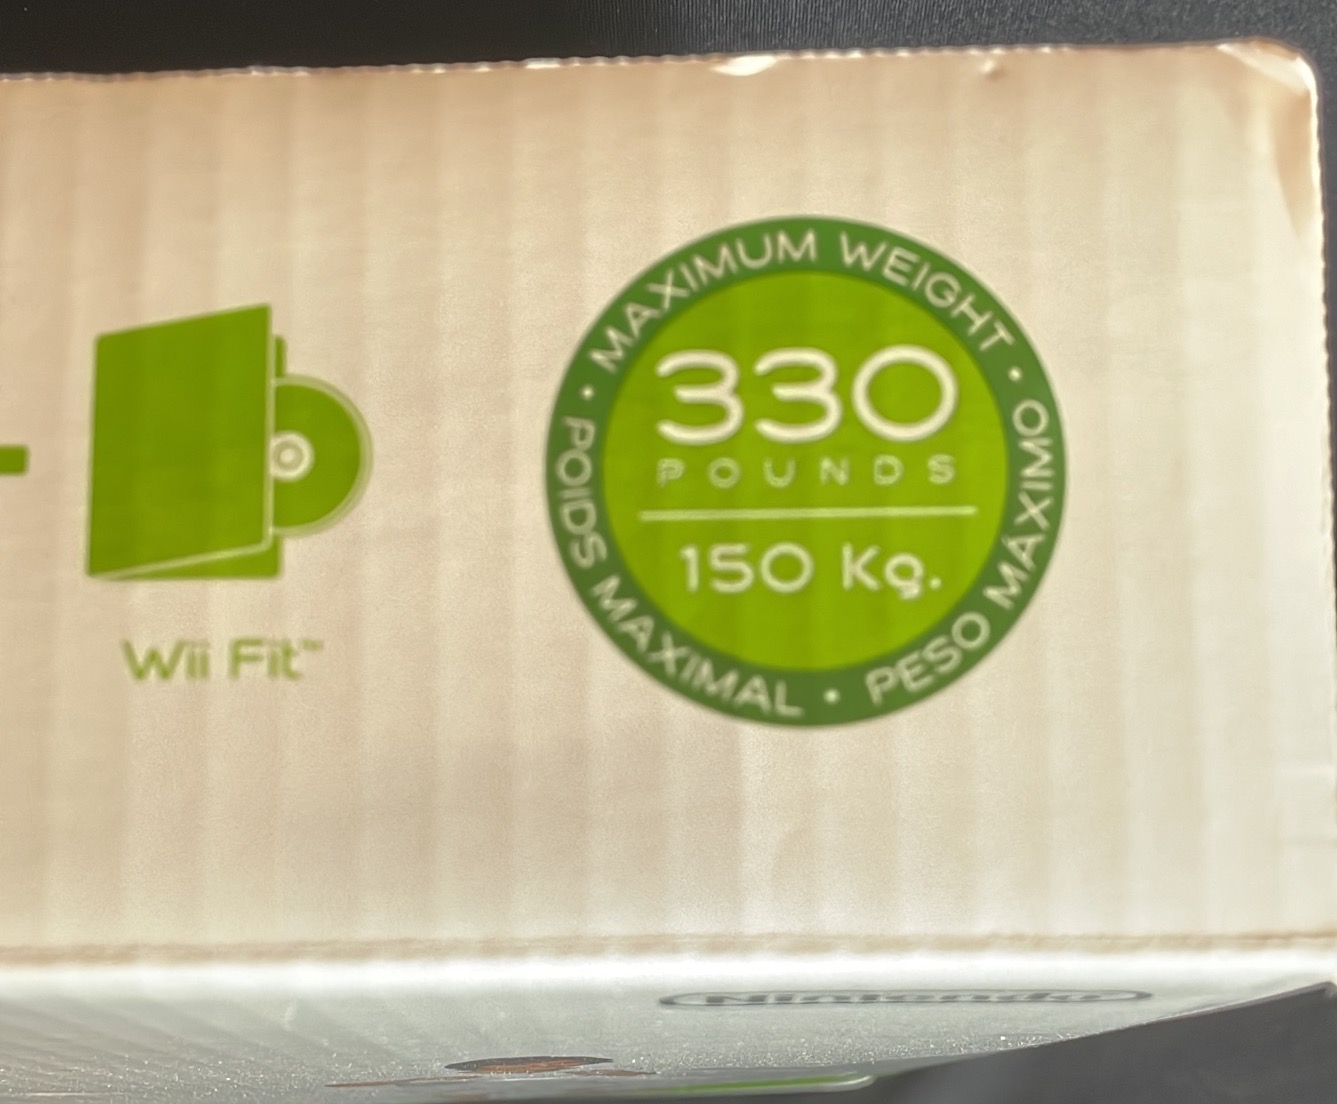 Wii Fit™
MAXIMUM WEIGHT •
330
POUNDS
150 Kg.
POIDS MAXIMAL •
PESO MÁXIMO •
Nintendo